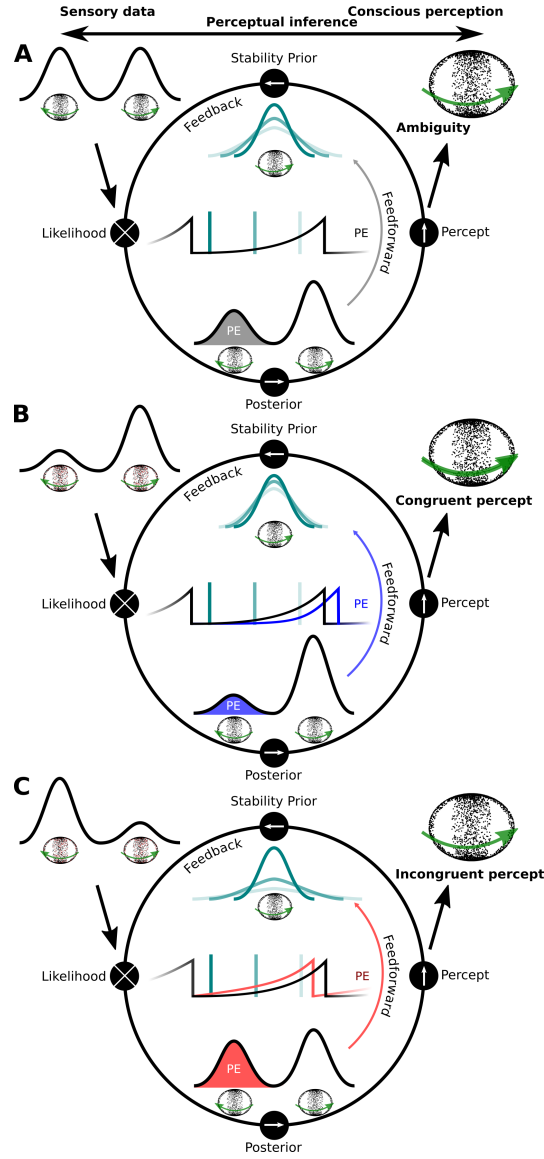 Sensory data
Conscious perception
Perceptual inference
A
Stability Prior
Feedback
Ambiguity
Likelihood
PE
Feedforward
Percept
PE
Posterior
B
Stability Prior
Feedback
Congruent percept
Likelihood
PE
Feedforward
Percept
PE
Posterior
C
Stability Prior
Feedback
Incongruent percept
Likelihood
PE
Feedforward
Percept
PE
Posterior